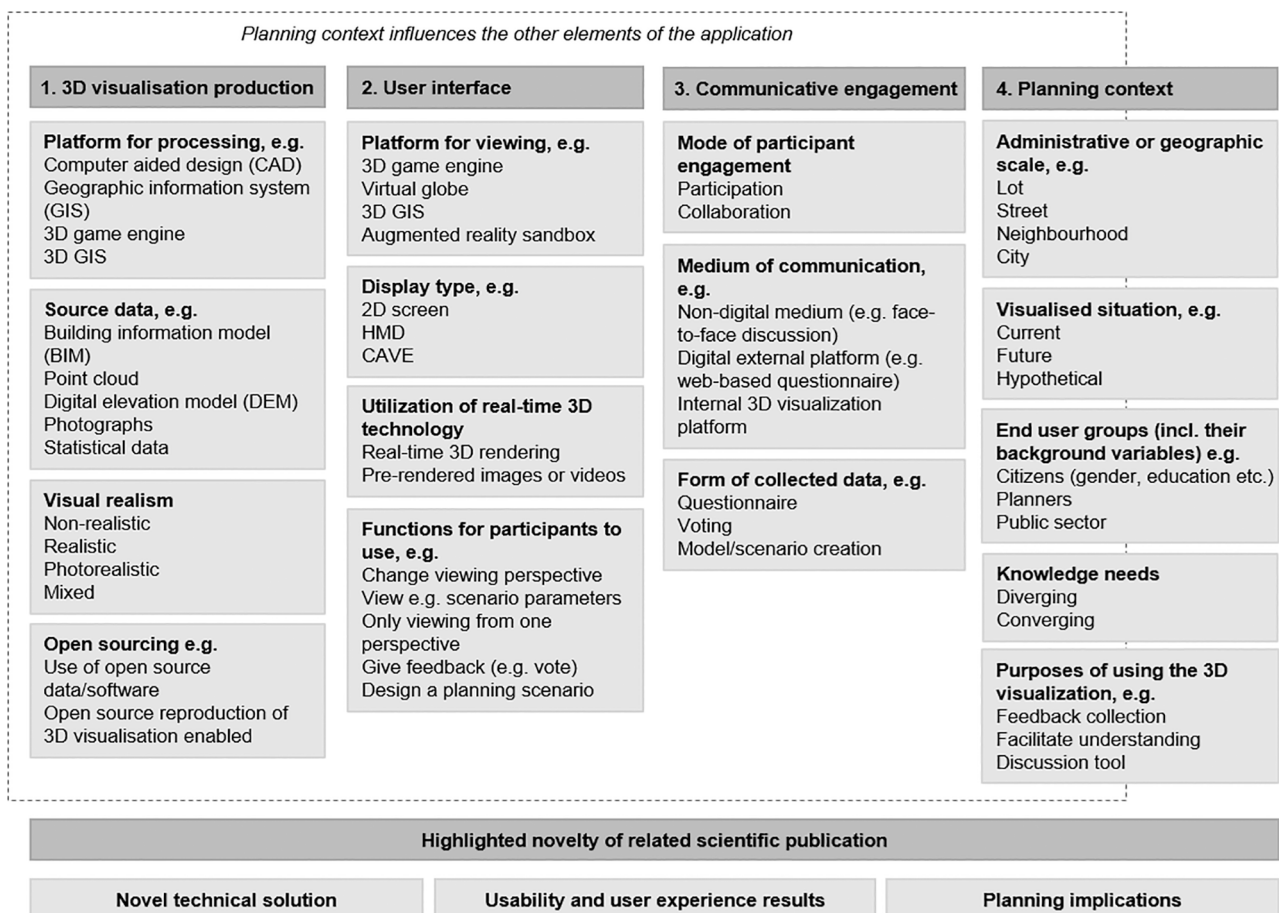 Planning context influences the other elements of the application
1. 3D visualisation production
Platform for processing, e.g.
Computer aided design (CAD)
Geographic information system
(GIS)
3D game engine
3D GIS
Source data, e.g.
Building information model
(BIM)
Point cloud
Digital elevation model (DEM)
Photographs
Statistical data
Visual realism
Non-realistic
Realistic
Photorealistic
Mixed
Open sourcing e.g.
Use of open source
data/software
Open source reproduction of
3D visualisation enabled
2. User interface
Platform for viewing, e.g.
3D game engine
Virtual globe
3D GIS
Augmented reality sandbox
Display type, e.g.
2D screen
HMD
CAVE
Utilization of real-time 3D
technology
Real-time 3D rendering
Pre-rendered images or videos
Functions for participants to
use, e.g.
Change viewing perspective
View e.g. scenario parameters
Only viewing from one
perspective
Give feedback (e.g. vote)
Design a planning scenario
3. Communicative engagement
Mode of participant
engagement
Participation
Collaboration
Medium of communication,
e.g.
Non-digital medium (e.g. face-
to-face discussion)
Digital external platform (e.g.
web-based questionnaire)
Internal 3D visualization
platform
Form of collected data, e.g.
Questionnaire
Voting
Model/scenario creation
4. Planning context
Administrative or geographic
scale, e.g.
Lot
Street
Neighbourhood
City
Visualised situation, e.g.
Current
Future
Hypothetical
End user groups (incl. their
background variables) e.g.
Citizens (gender, education etc.)
Planners
Public sector
Knowledge needs
Diverging
Converging
Purposes of using the 3D
visualization, e.g.
Feedback collection
Facilitate understanding
Discussion tool
Highlighted novelty of related scientific publication
Novel technical solution
Usability and user experience results
Planning implications